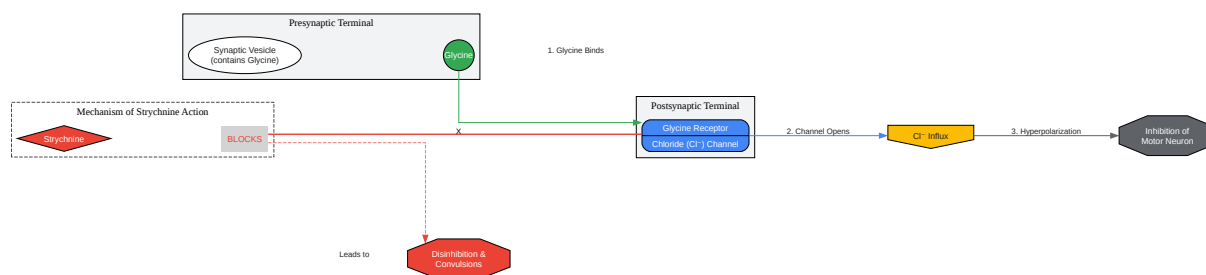 Presynaptic Terminal
Synaptic Vesicle
(contains Glycine)
Glycine
1. Glycine Binds
Mechanism of Strychnine Action
Strychnine
BLOCKS
X
Postsynaptic Terminal
Glycine Receptor
Chloride (Cl⁻) Channel
2. Channel Opens
Cl⁻ Influx
3. Hyperpolarization
Inhibition of
Motor Neuron
Leads to
Disinhibition &
Convulsions